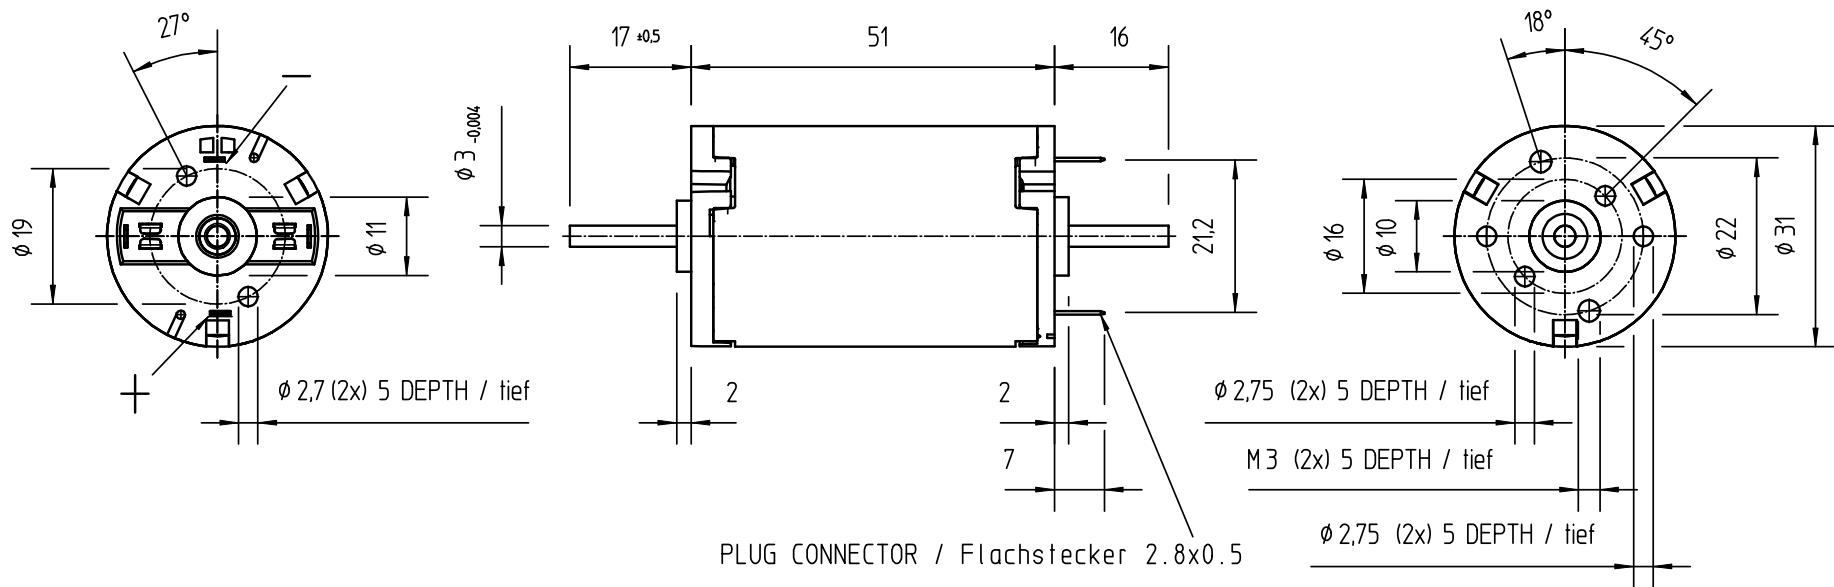 27°
17 ±0,5
51
16
18°
45°
−
ϕ 3 -0,004
ϕ 19
ϕ 11
21,2
ϕ 16
ϕ 10
ϕ 22
ϕ 31
+
ϕ 2,7 (2x) 5 DEPTH / tief
2
2
ϕ 2,75 (2x) 5 DEPTH / tief
7
M 3 (2x) 5 DEPTH / tief
PLUG CONNECTOR / Flachstecker 2.8x0.5
ϕ 2,75 (2x) 5 DEPTH / tief